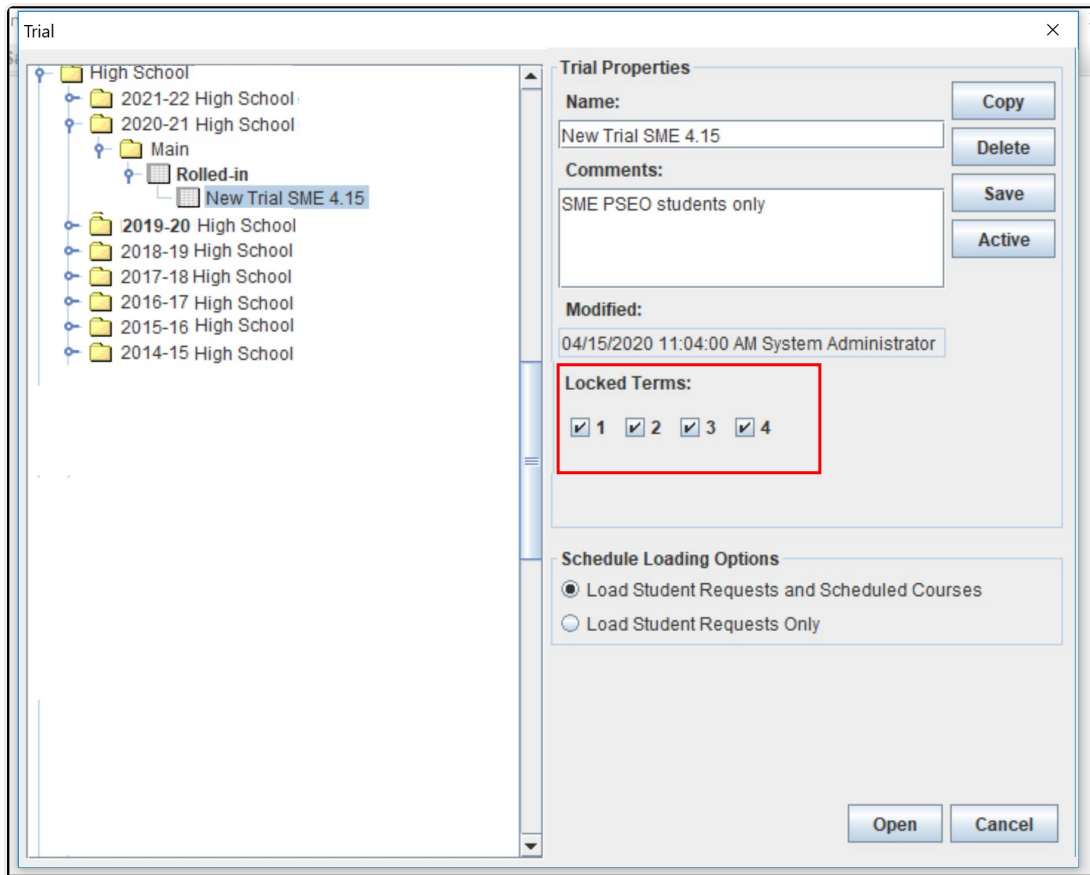 Trial
High School
2021-22 High School
2020-21 High School
Main
Rolled-in
New Trial SME 4.15
2019-20 High School
2018-19 High School
2017-18 High School
2016-17 High School
2015-16 High School
2014-15 High School
Trial Properties
Name:
New Trial SME 4.15
Comments:
SME PSEO students only
Modified:
04/15/2020 11:04:00 AM System Administrator
Locked Terms:
1 2 3 4
Copy
Delete
Save
Active
Schedule Loading Options
Load Student Requests and Scheduled Courses
Load Student Requests Only
Open Cancel